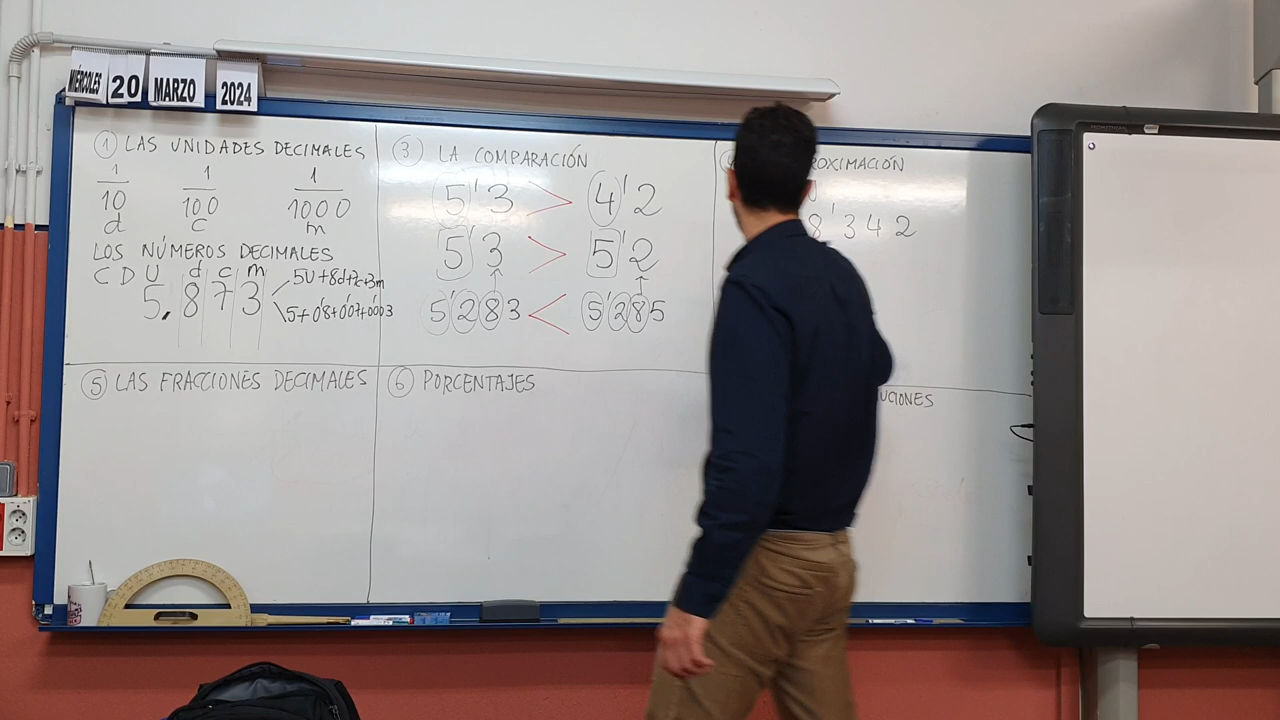 MIÉRCOLES 20 MARZO 2024
① LAS UNIDADES DECIMALES
1/10 1/100 1/1000
d c m
LOS NÚMEROS DECIMALES
C D U d c m
5,873
5U+8d+7c+3m
5+0'8+0'07+0'003
③ LA COMPARACIÓN
5'3 > 4'2
5'3 > 5'2
5'283 < 5'285
ROXIMACIÓN
8'342
⑤ LAS FRACCIONES DECIMALES
⑥ PORCENTAJES
UCIONES